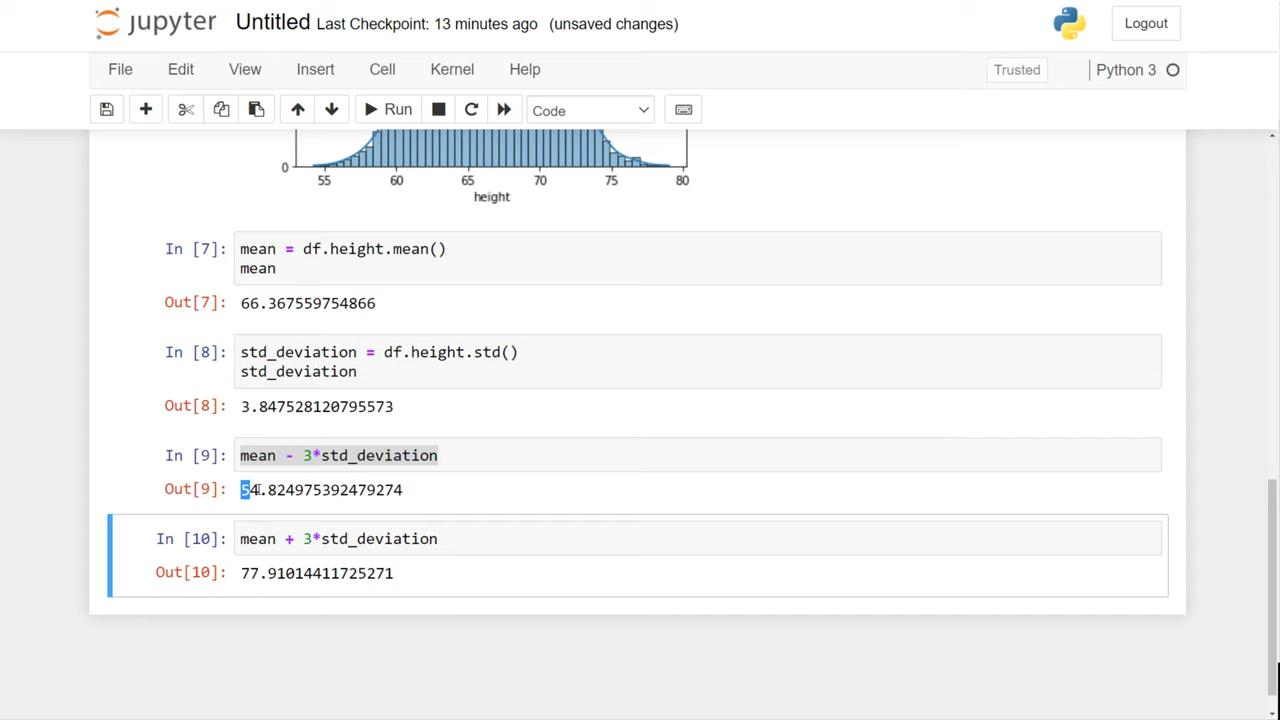 jupyter Untitled Last Checkpoint: 13 minutes ago (unsaved changes) Logout
File Edit View Insert Cell Kernel Help Trusted Python 3
Run Code
0
55 60 65 70 75 80
height
In [7]: mean = df.height.mean()
mean
Out[7]: 66.367559754866
In [8]: std_deviation = df.height.std()
std_deviation
Out[8]: 3.847528120795573
In [9]: mean - 3*std_deviation
Out[9]: 54.824975392479274
In [10]: mean + 3*std_deviation
Out[10]: 77.91014411725271